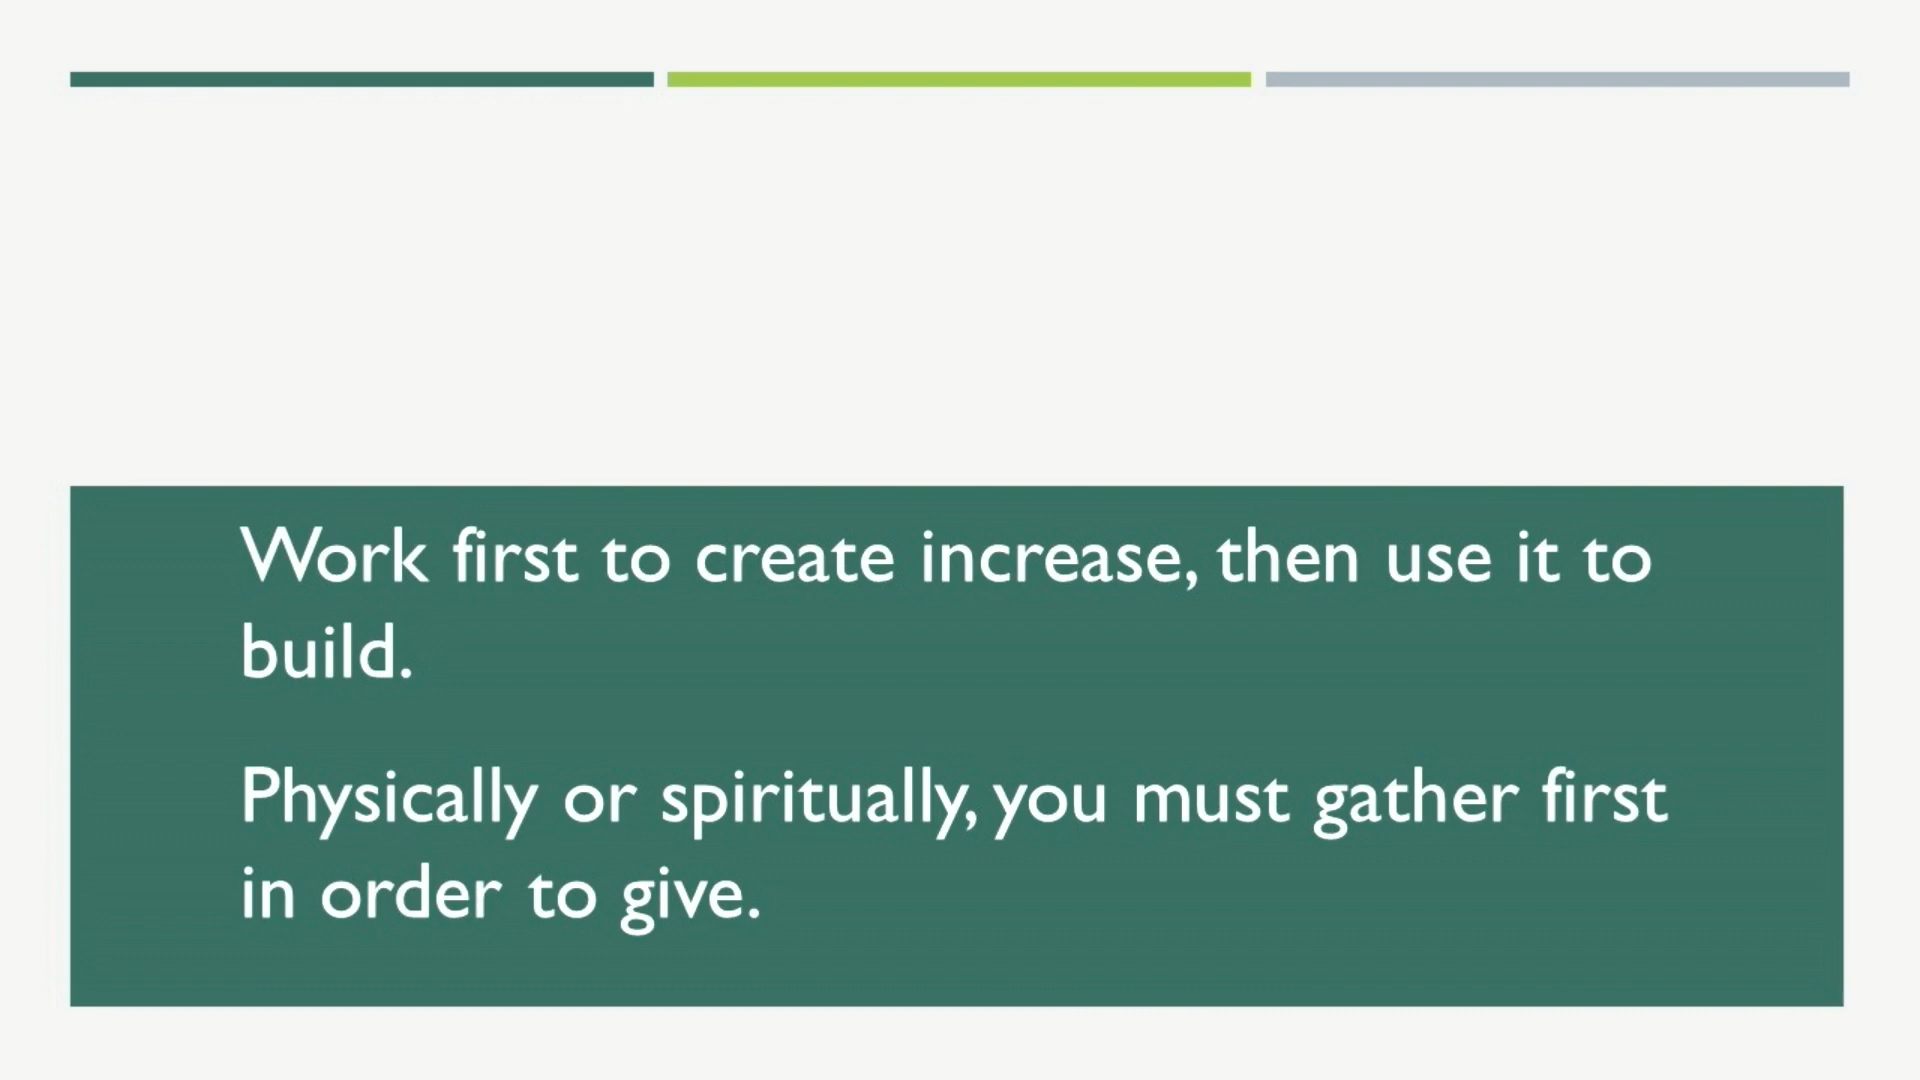 Work first to create increase, then use it to
build.
Physically or spiritually, you must gather first
in order to give.